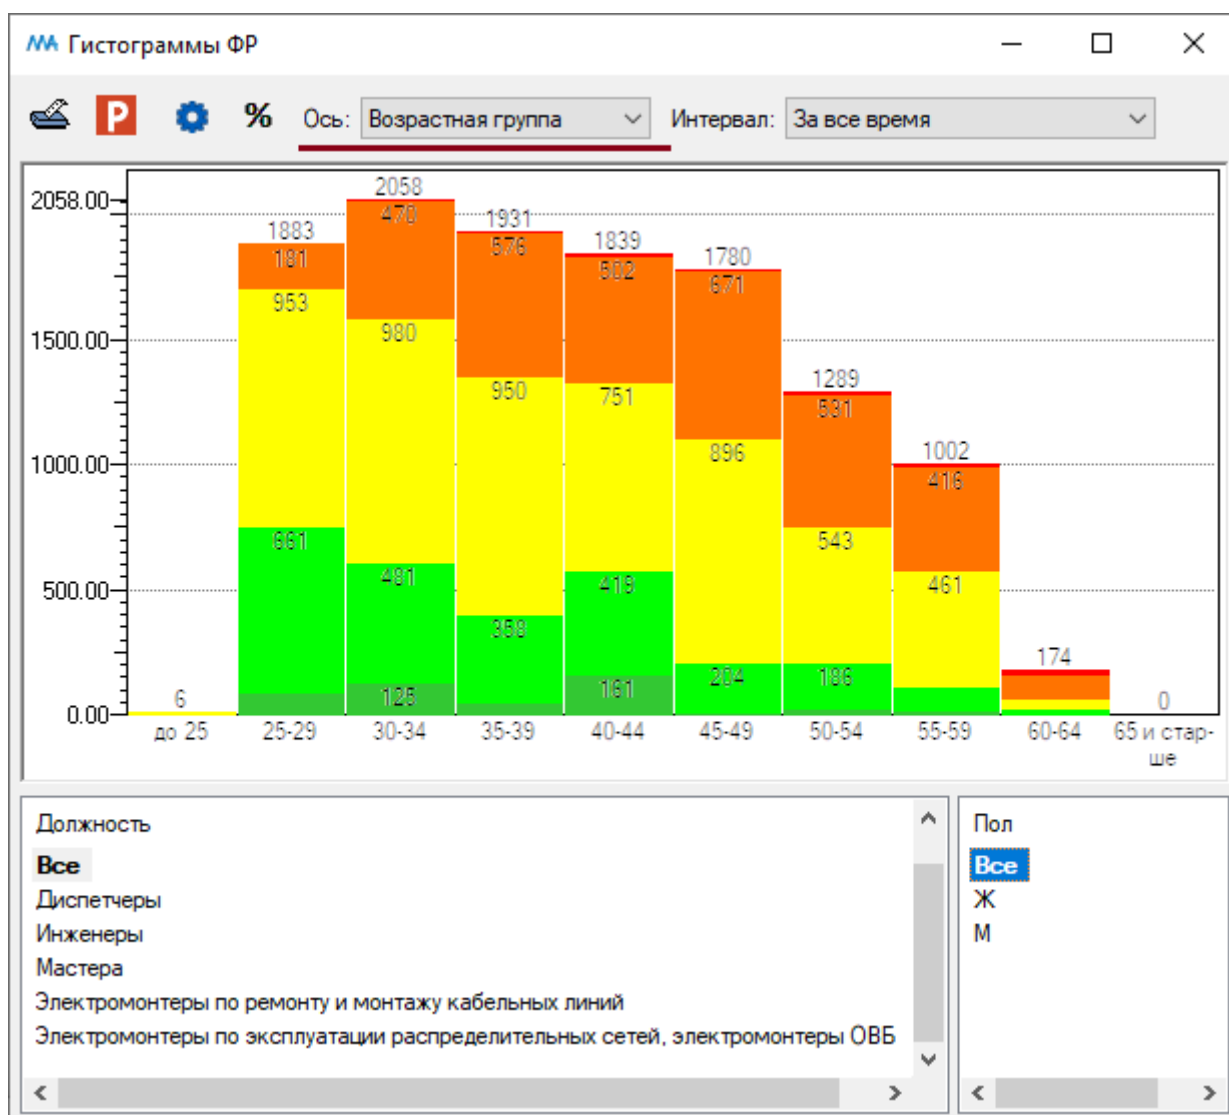 Гистограммы ФР
% Ось: Возрастная группа Интервал: За все время
2058.00
1500.00
1000.00
500.00
0.00
6
1883
181
953
661
2058
470
980
481
125
1931
576
950
358
1839
502
751
419
161
1780
671
896
204
1289
531
543
186
1002
416
461
174
0
до 25 25-29 30-34 35-39 40-44 45-49 50-54 55-59 60-64 65 и стар-
ше
Должность
Все
Диспетчеры
Инженеры
Мастера
Электромонтеры по ремонту и монтажу кабельных линий
Электромонтеры по эксплуатации распределительных сетей, электромонтеры ОВБ
Пол
Все
Ж
М